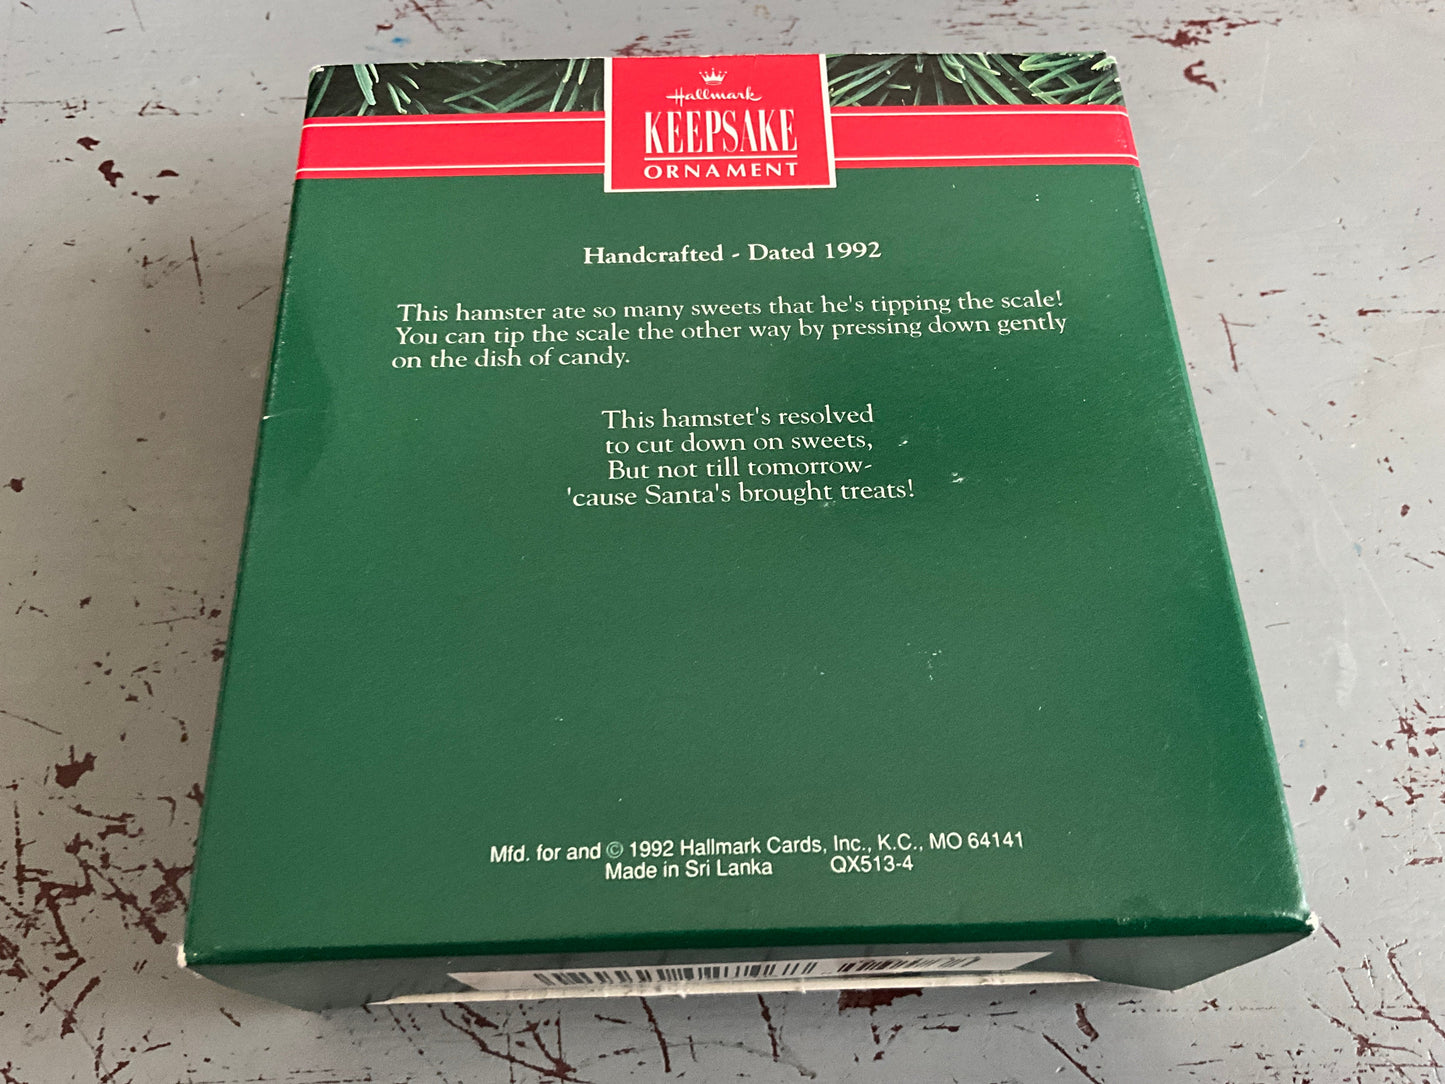 Hallmark
KEEPSAKE
ORNAMENT
Handcrafted - Dated 1992
This hamster ate so many sweets that he's tipping the scale!
You can tip the scale the other way by pressing down gently
on the dish of candy.
This hamstet's resolved
to cut down on sweets,
But not till tomorrow-
'cause Santa's brought treats!
Mfd. for and © 1992 Hallmark Cards, Inc., K.C., MO 64141
Made in Sri Lanka QX513-4